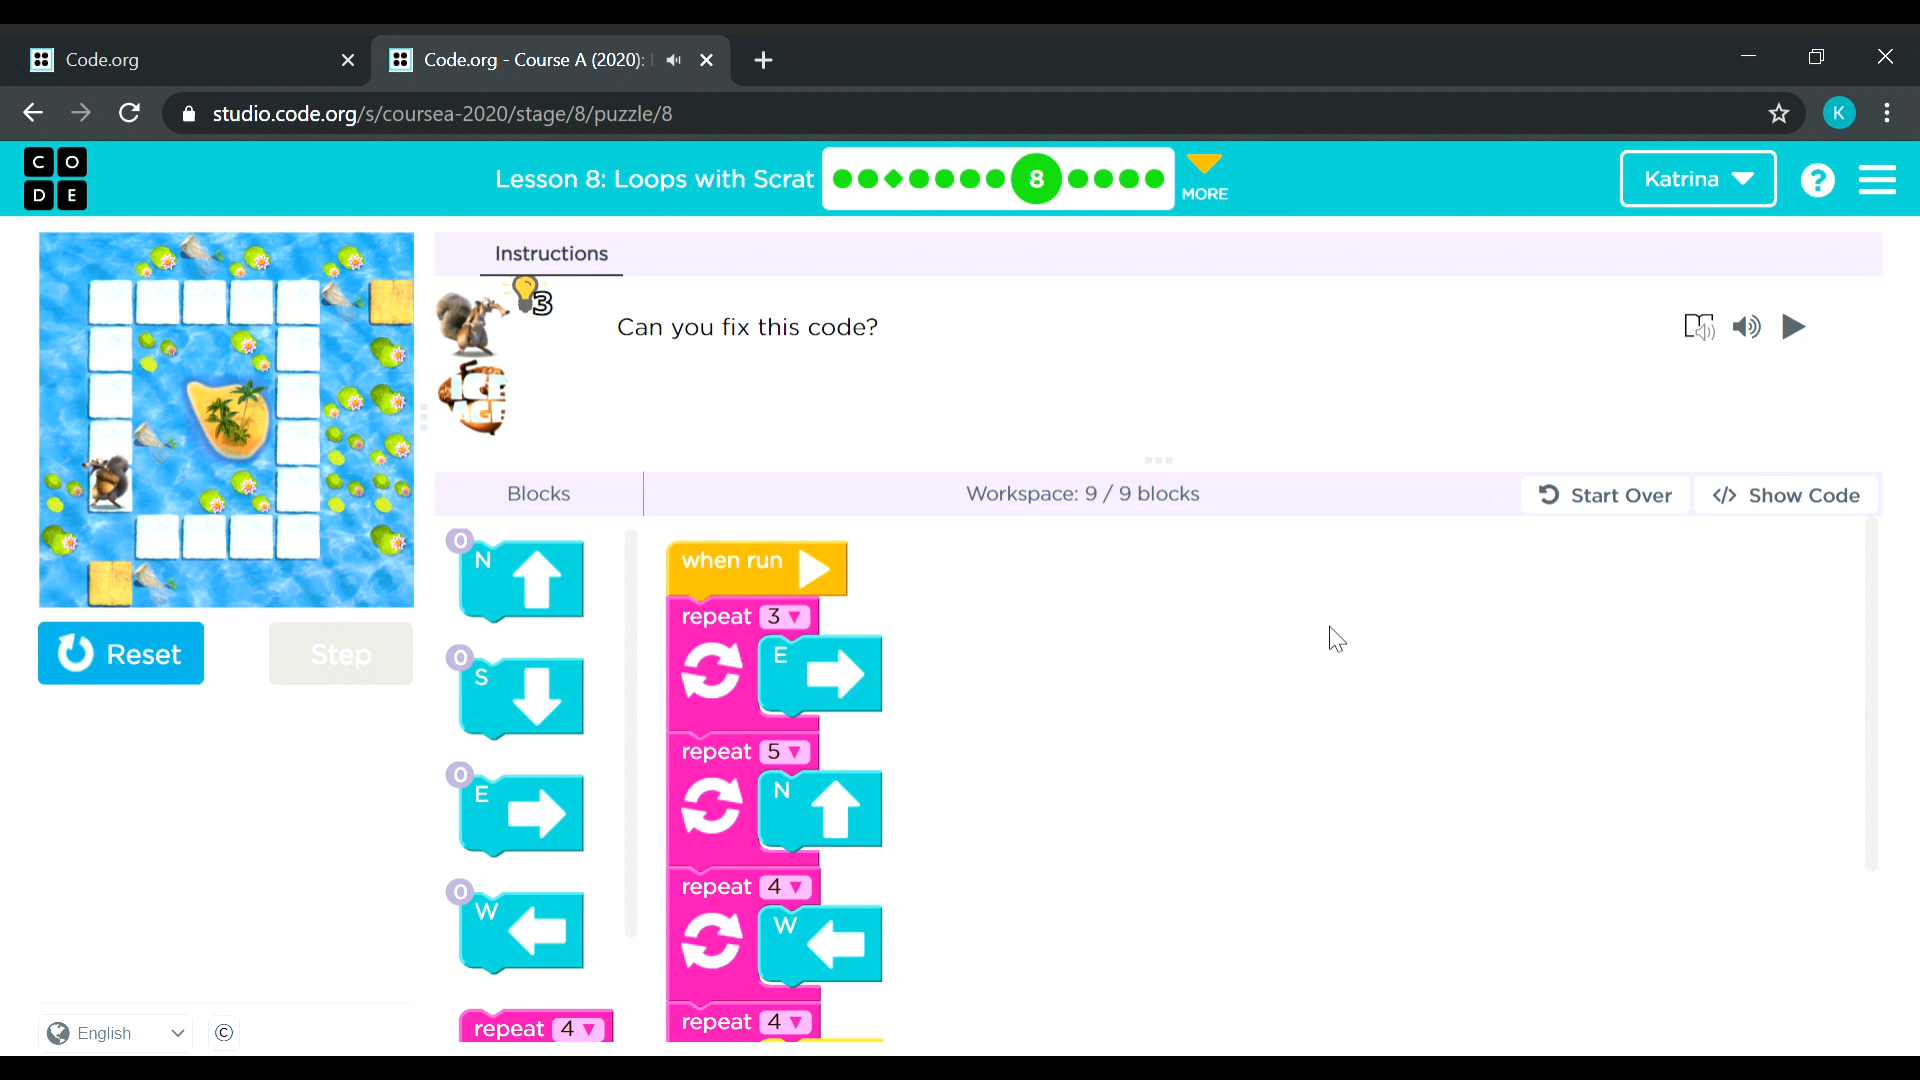 Code.org
Code.org - Course A (2020):
studio.code.org/s/coursea-2020/stage/8/puzzle/8
K
C O
D E
Lesson 8: Loops with Scrat
8
MORE
Katrina
?
Instructions
3
Can you fix this code?
ICE
AGE
Blocks
Workspace: 9 / 9 blocks
Start Over
</> Show Code
Reset
Step
0
N
0
S
0
E
0
W
repeat 4
when run
repeat 3
E
repeat 5
N
repeat 4
W
repeat 4
English
©